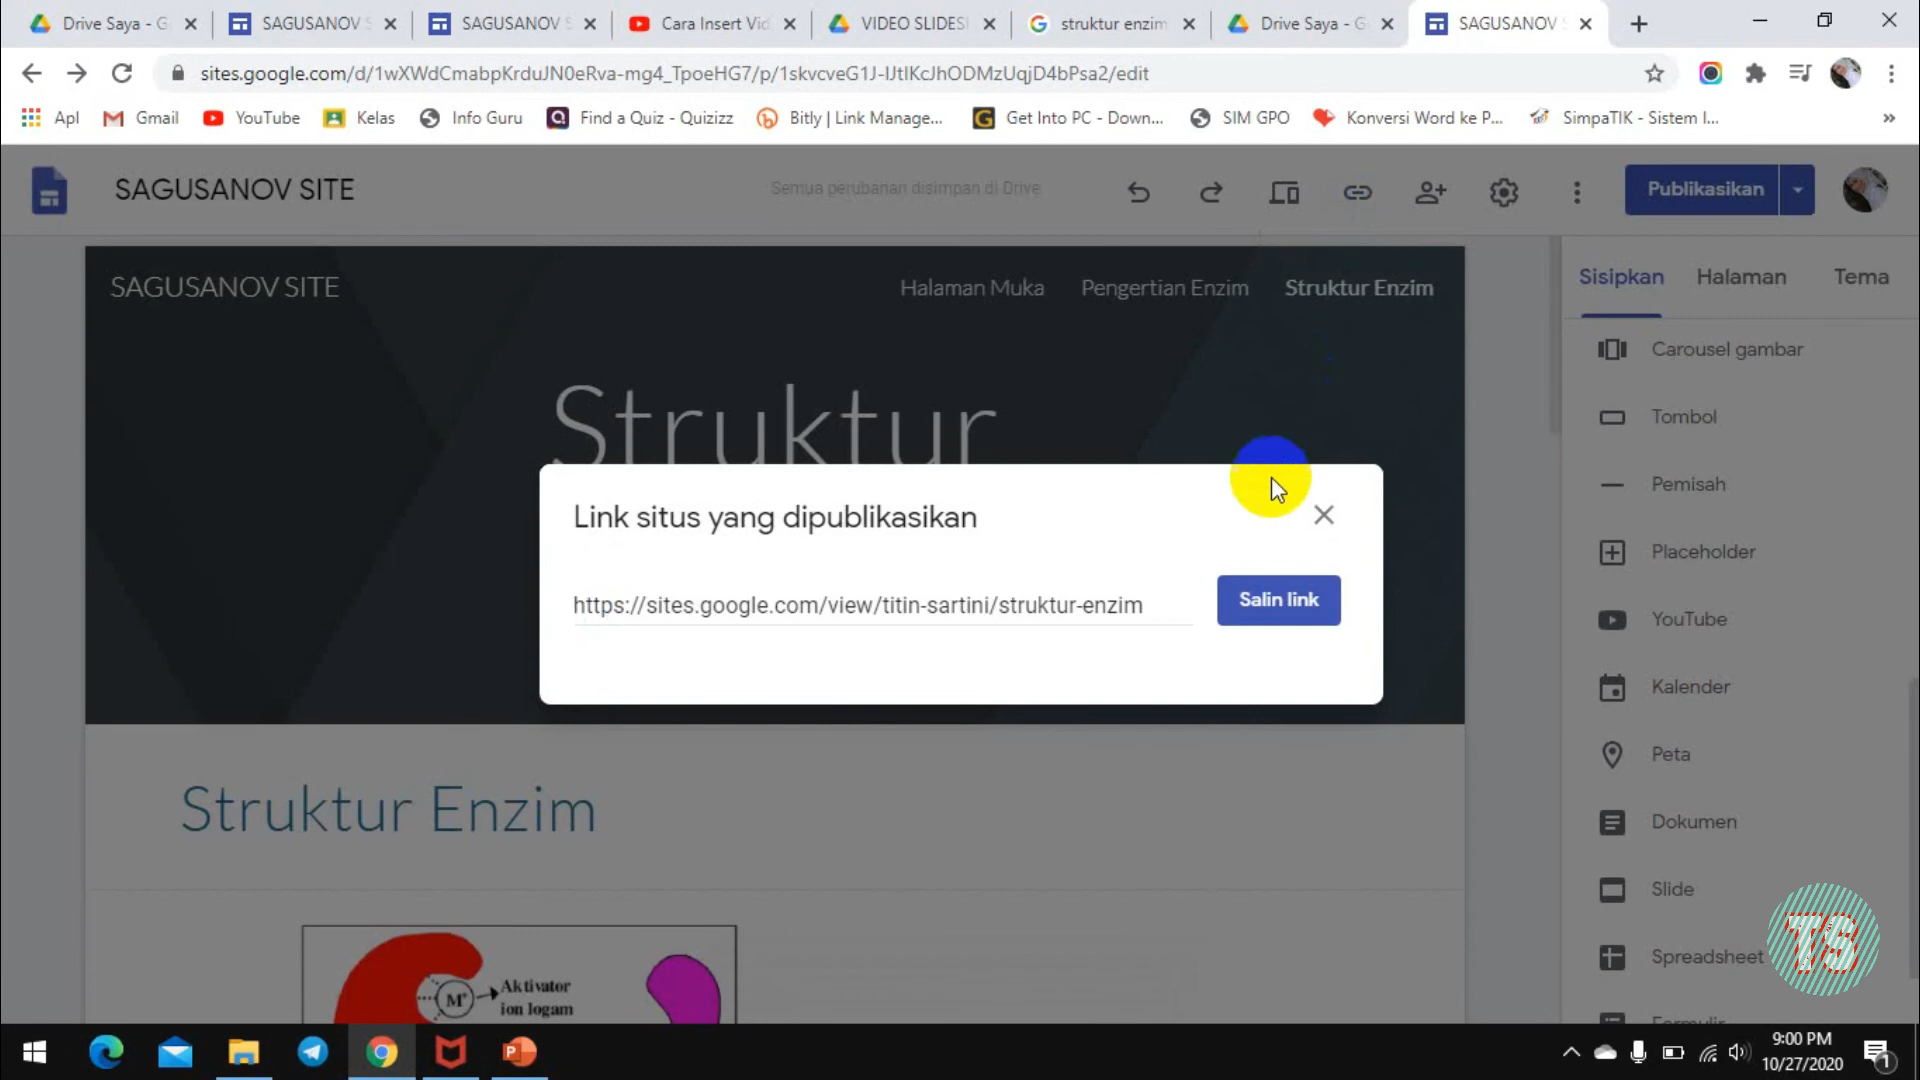 Drive Saya - G
SAGUSANOV S
SAGUSANOV S
Cara Insert Vid
VIDEO SLIDESI
struktur enzim
Drive Saya - G
SAGUSANOV S
sites.google.com/d/1wXWdCmabpKrduJN0eRva-mg4_TpoeHG7/p/1skvcveG1J-IJtIKcJhODMzUqjD4bPsa2/edit
Apl
Gmail
YouTube
Kelas
Info Guru
Find a Quiz - Quizizz
Bitly | Link Manage...
Get Into PC - Down...
SIM GPO
Konversi Word ke P...
SimpaTIK - Sistem I...
»
SAGUSANOV SITE
Semua perubahan disimpan di Drive
Publikasikan
SAGUSANOV SITE
Halaman Muka
Pengertian Enzim
Struktur Enzim
Sisipkan
Halaman
Tema
Carousel gambar
Struktur
Tombol
Pemisah
Link situs yang dipublikasikan
Placeholder
https://sites.google.com/view/titin-sartini/struktur-enzim
Salin link
YouTube
Kalender
Peta
Struktur Enzim
Dokumen
Slide
TS
Spreadsheet
Aktivator
ion logam
M+
Formulir
9:00 PM
10/27/2020
1